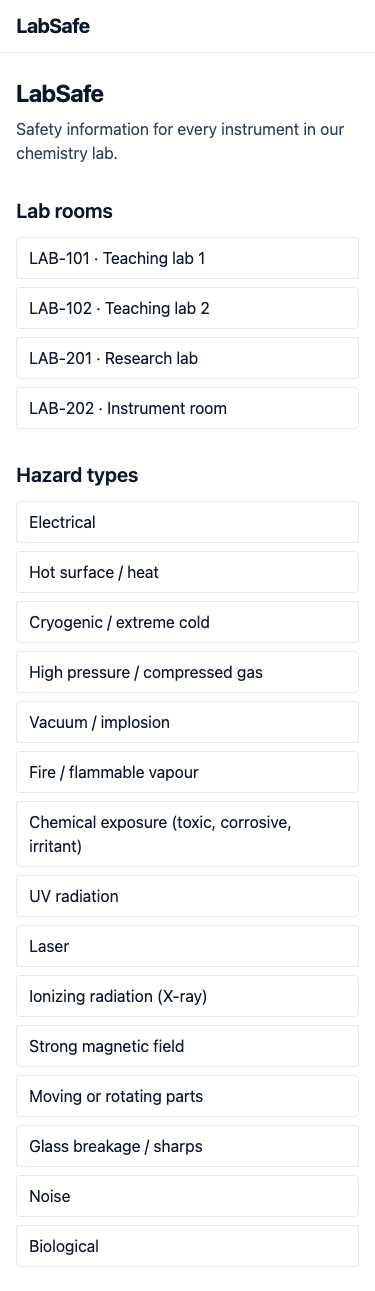 LabSafe
LabSafe
Safety information for every instrument in our
chemistry lab.
Lab rooms
LAB-101 · Teaching lab 1
LAB-102 · Teaching lab 2
LAB-201 · Research lab
LAB-202 · Instrument room
Hazard types
Electrical
Hot surface / heat
Cryogenic / extreme cold
High pressure / compressed gas
Vacuum / implosion
Fire / flammable vapour
Chemical exposure (toxic, corrosive,
irritant)
UV radiation
Laser
Ionizing radiation (X-ray)
Strong magnetic field
Moving or rotating parts
Glass breakage / sharps
Noise
Biological